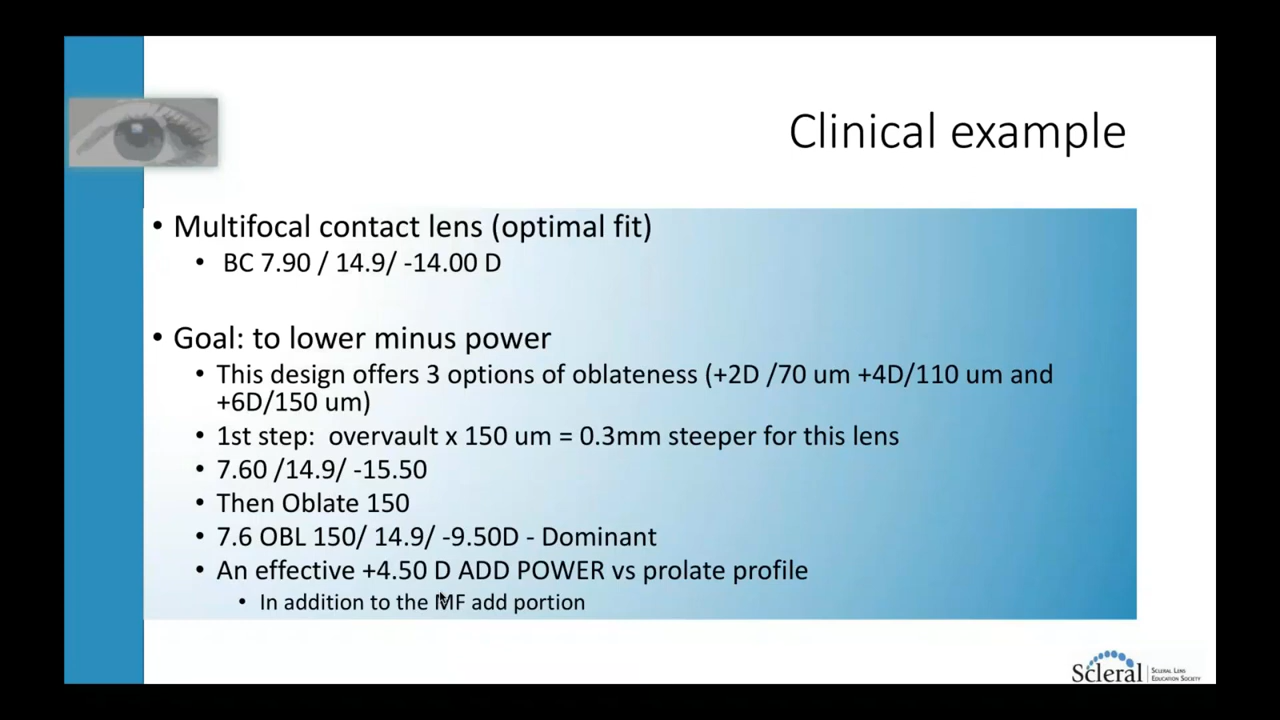 Clinical example
• Multifocal contact lens (optimal fit)
• BC 7.90 / 14.9/ -14.00 D
• Goal: to lower minus power
• This design offers 3 options of oblateness (+2D /70 um +4D/110 um and
+6D/150 um)
• 1st step: overvault x 150 um = 0.3mm steeper for this lens
• 7.60 /14.9/ -15.50
• Then Oblate 150
• 7.6 OBL 150/ 14.9/ -9.50D - Dominant
• An effective +4.50 D ADD POWER vs prolate profile
• In addition to the MF add portion
Scleral
Scleral Lens
Education Society